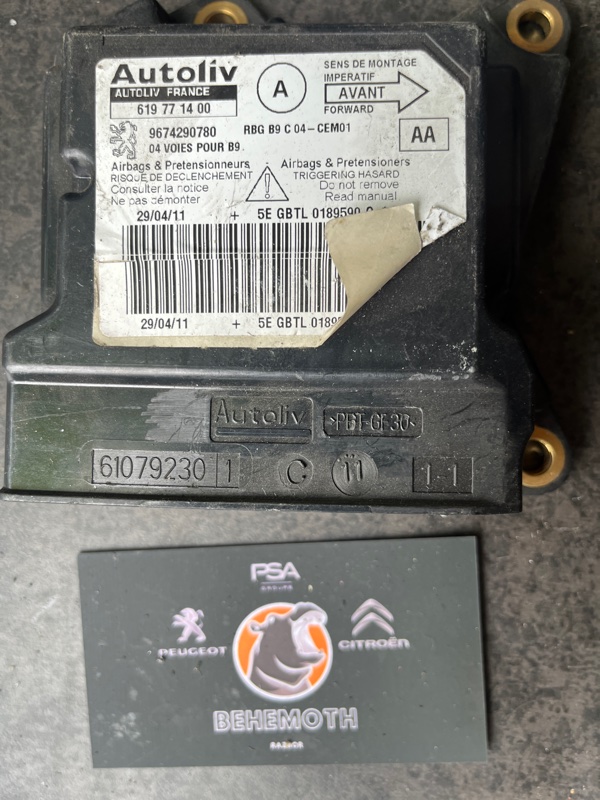 Autoliv
AUTOLIV FRANCE
619 77 14 00
A
SENS DE MONTAGE
IMPERATIF
AVANT
FORWARD
9674290780
RBG B9 C 04-CEM01
04 VOIES POUR B9
AA
Airbags & Pretensionneurs
RISQUE DE DECLENCHEMENT
Consulter la notice
Ne pas démonter
Airbags & Pretensioners
TRIGGERING HASARD
Do not remove
Read manual
29/04/11 + 5E GBTL 0189590
29/04/11 + 5E GBTL 0189
Autoliv
>PBT-GF30<
61079230 1
C
11
1-1
PSA
GROUPE
PEUGEOT
CITROËN
BEHEMOTH
RAZBOR